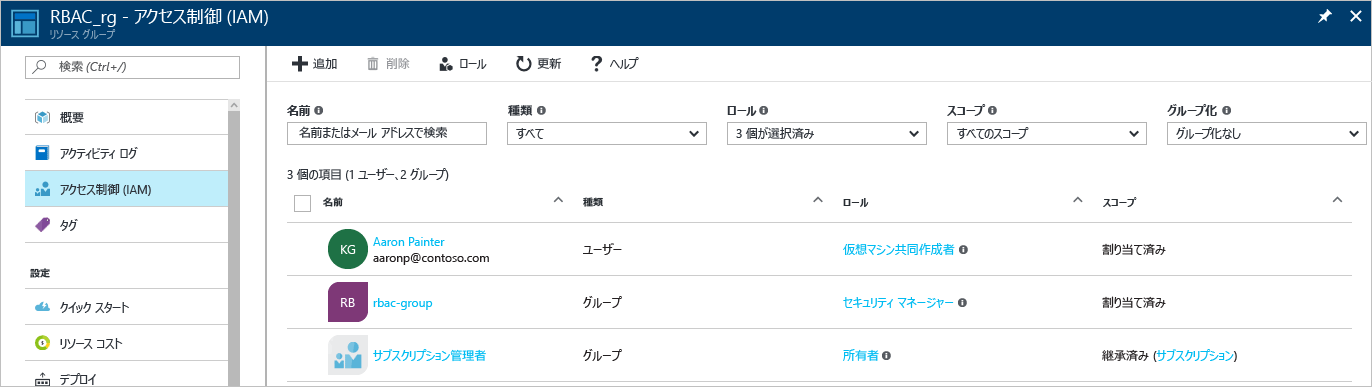 RBAC_rg - アクセス制御 (IAM)
リソース グループ
検索 (Ctrl+/)
概要
アクティビティ ログ
アクセス制御 (IAM)
タグ
設定
クイック スタート
リソース コスト
デプロイ
追加 削除 ロール 更新 ヘルプ
名前 種類 ロール スコープ グループ化
名前またはメール アドレスで検索 すべて 3 個が選択済み すべてのスコープ グループ化なし
3 個の項目 (1 ユーザー、2 グループ)
名前 種類 ロール スコープ
KG Aaron Painter ユーザー 仮想マシン共同作成者 割り当て済み
aaronp@contoso.com
RB rbac-group グループ セキュリティ マネージャー 割り当て済み
サブスクリプション管理者 グループ 所有者 継承済み (サブスクリプション)